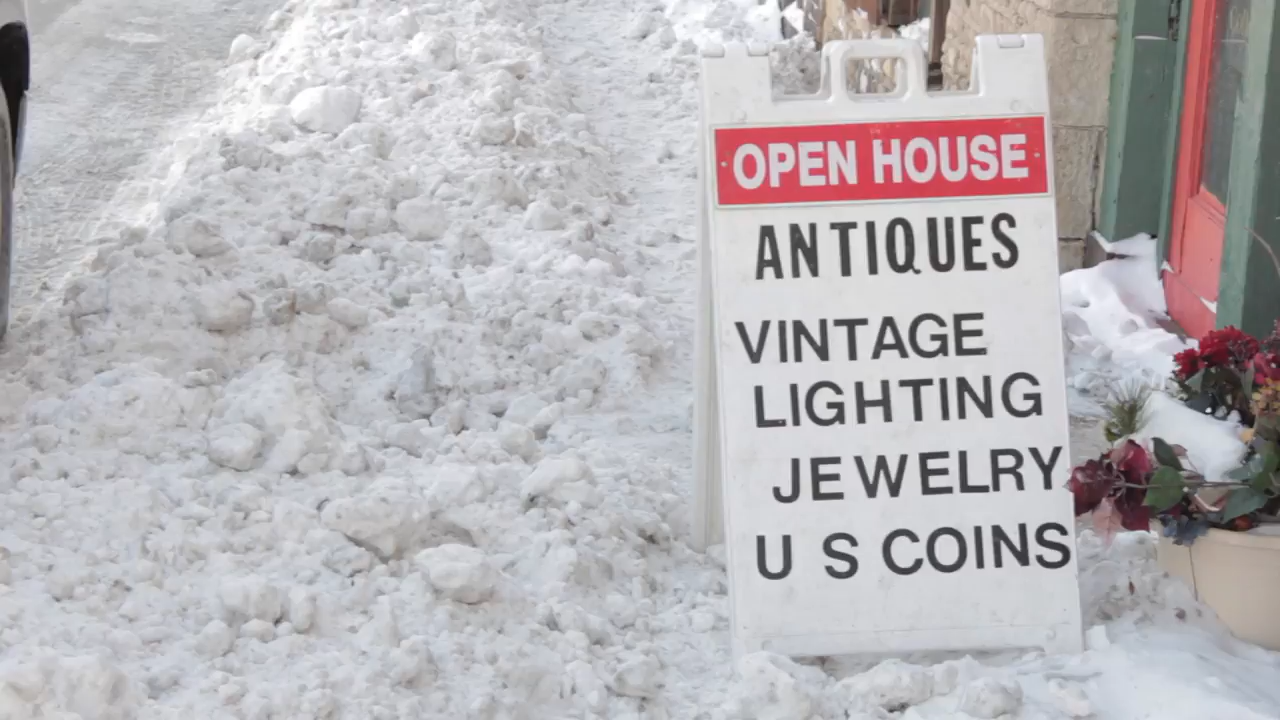 OPEN HOUSE
ANTIQUES
VINTAGE
LIGHTING
JEWELRY
U S COINS